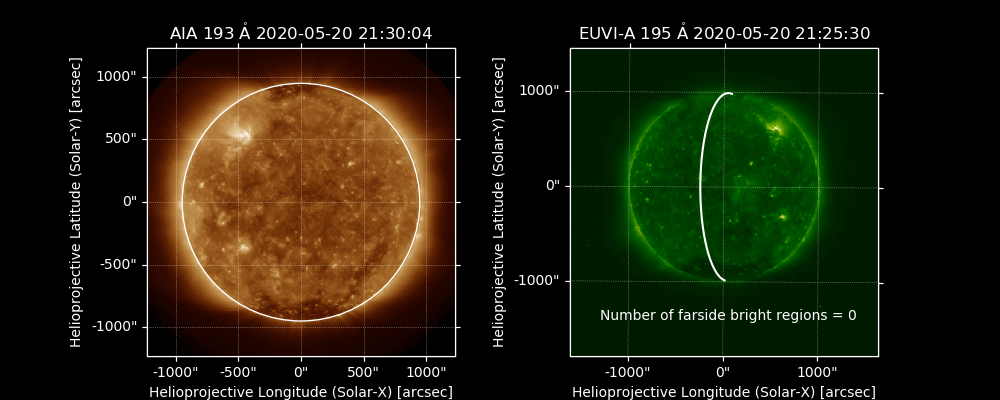 AIA 193 Å 2020-05-20 21:30:04
Helioprojective Latitude (Solar-Y) [arcsec]
1000"
500"
0"
-500"
-1000"
-1000"
-500"
0"
500"
1000"
Helioprojective Longitude (Solar-X) [arcsec]
EUVI-A 195 Å 2020-05-20 21:25:30
Helioprojective Latitude (Solar-Y) [arcsec]
1000"
0"
-1000"
Number of farside bright regions = 0
-1000"
0"
1000"
Helioprojective Longitude (Solar-X) [arcsec]